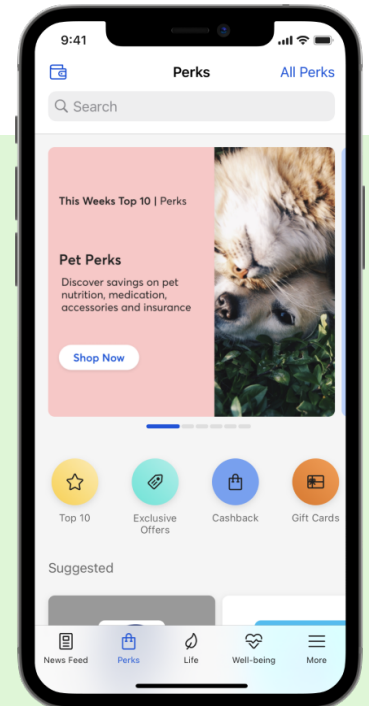 9:41
Perks
All Perks
Search
This Weeks Top 10 | Perks
Pet Perks
Discover savings on pet
nutrition, medication,
accessories and insurance
Shop Now
Top 10
Exclusive
Offers
Cashback
Gift Cards
Suggested
News Feed
Perks
Life
Well-being
More